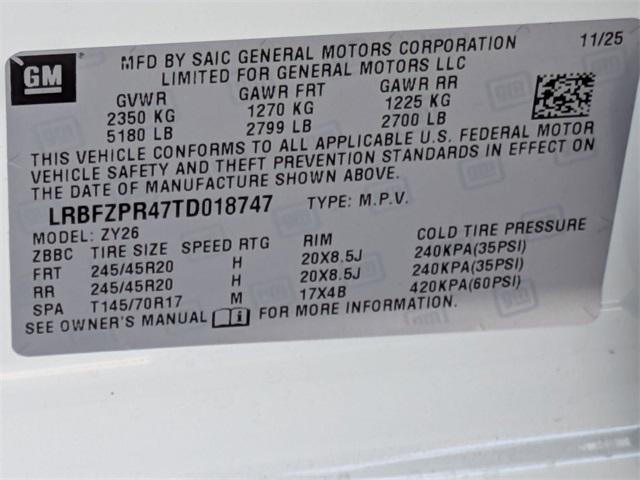 GM
MFD BY SAIC GENERAL MOTORS CORPORATION 11/25
LIMITED FOR GENERAL MOTORS LLC
GVWR GAWR FRT GAWR RR
2350 KG 1270 KG 1225 KG
5180 LB 2799 LB 2700 LB
THIS VEHICLE CONFORMS TO ALL APPLICABLE U.S. FEDERAL MOTOR
VEHICLE SAFETY AND THEFT PREVENTION STANDARDS IN EFFECT ON
THE DATE OF MANUFACTURE SHOWN ABOVE.
LRBFZPR47TD018747 TYPE: M.P.V.
MODEL: ZY26
ZBBC TIRE SIZE SPEED RTG RIM COLD TIRE PRESSURE
FRT 245/45R20 H 20X8.5J 240KPA(35PSI)
RR 245/45R20 H 20X8.5J 240KPA(35PSI)
SPA T145/70R17 M 17X4B 420KPA(60PSI)
SEE OWNER'S MANUAL i FOR MORE INFORMATION.